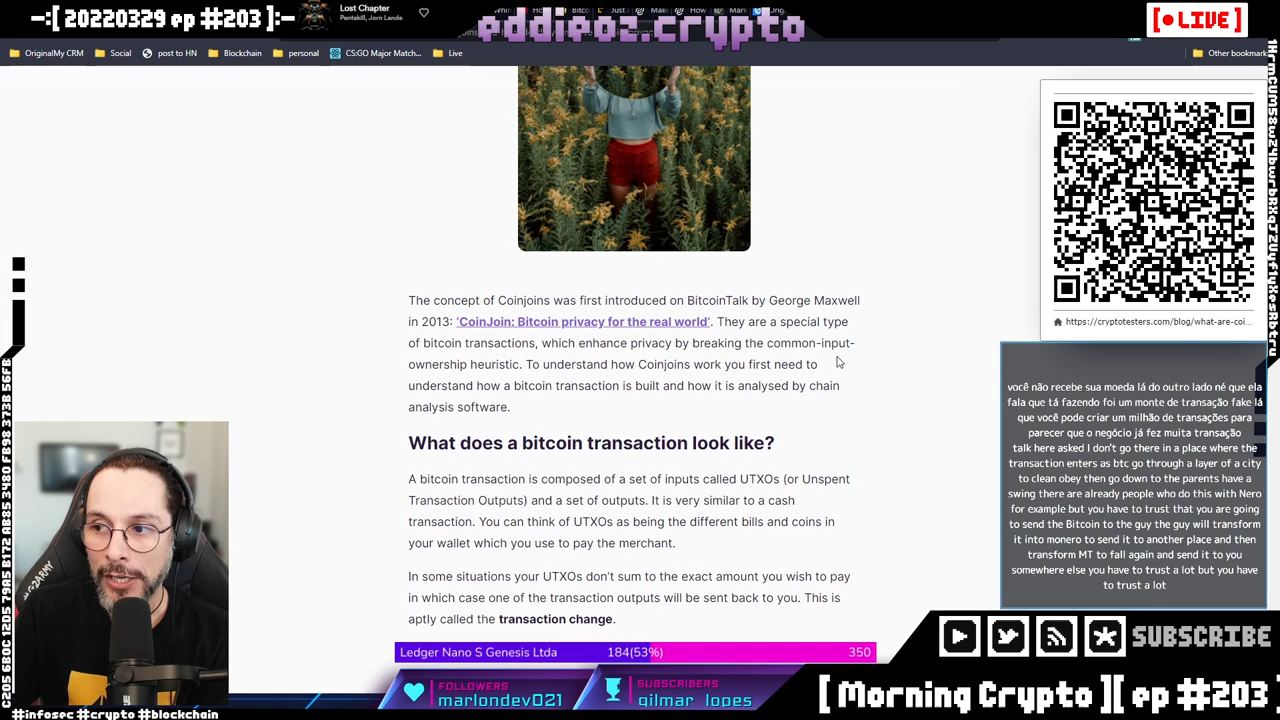 -:[ 20220329 ep #203 ]:-
Lost Chapter
Pentakill, Jorn Lande
eddieoz.crypto
[ LIVE ]
OriginalMy CRM
Social
post to HN
Blockchain
personal
CS:GO Major Match...
Live
Other bookmark
https://cryptotesters.com/blog/what-are-coi...
The concept of Coinjoins was first introduced on BitcoinTalk by George Maxwell
in 2013: 'CoinJoin: Bitcoin privacy for the real world'. They are a special type
of bitcoin transactions, which enhance privacy by breaking the common-input-
ownership heuristic. To understand how Coinjoins work you first need to
understand how a bitcoin transaction is built and how it is analysed by chain
analysis software.
What does a bitcoin transaction look like?
A bitcoin transaction is composed of a set of inputs called UTXOs (or Unspent
Transaction Outputs) and a set of outputs. It is very similar to a cash
transaction. You can think of UTXOs as being the different bills and coins in
your wallet which you use to pay the merchant.
In some situations your UTXOs don't sum to the exact amount you wish to pay
in which case one of the transaction outputs will be sent back to you. This is
aptly called the transaction change.
você não recebe sua moeda lá do outro lado né que ela
fala que tá fazendo foi um monte de transação fake lá
que você pode criar um milhão de transações para
parecer que o negócio já fez muita transação
talk here asked I don't go there in a place where the
transaction enters as btc go through a layer of a city
to clean obey then go down to the parents have a
swing there are already people who do this with Nero
for example but you have to trust that you are going
to send the Bitcoin to the guy the guy will transform
it into monero to send it to another place and then
transform MT to fall again and send it to you
somewhere else you have to trust a lot but you have
to trust a lot
Ledger Nano S Genesis Ltda
184(53%)
350
FOLLOWERS
marlondev021
SUBSCRIBERS
gilmar_lopes
SUBSCRIBE
[ Morning Crypto ][ ep #203 ]
#infosec #crypto #blockchain